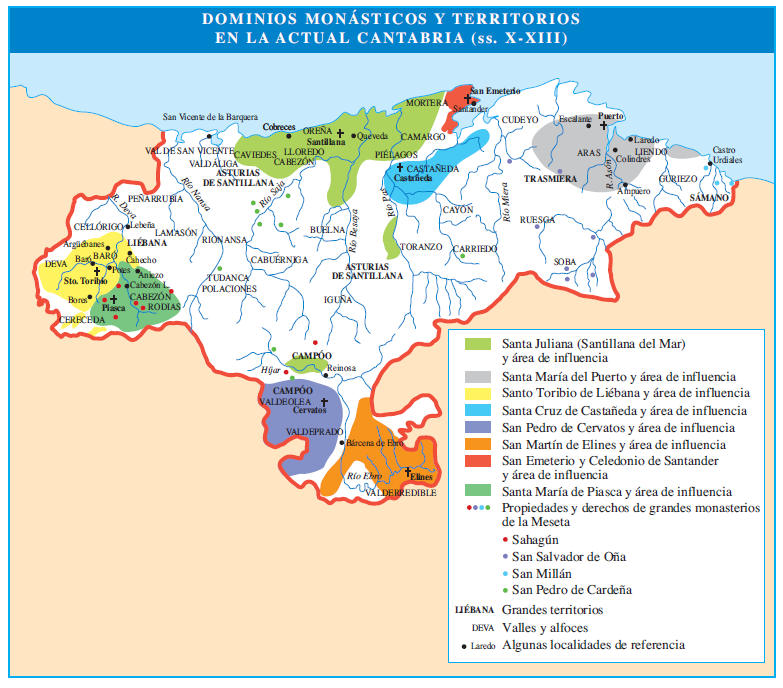 DOMINIOS MONÁSTICOS Y TERRITORIOS
EN LA ACTUAL CANTABRIA (ss. X-XIII)
San Emeterio
MORTERA
Santander
San Vicente de la Barquera
Cobreces
OREÑA
Santillana
Queveda
CAMARGO
CUDEYO
Escalante
Puerto
VAL DE SAN VICENTE
CAVIEDES
LLOREDO
CABEZÓN
PIÉLAGOS
ARAS
Laredo
LIENDO
Colindres
Castro
Urdiales
VALDÁLIGA
ASTURIAS
DE SANTILLANA
CASTAÑEDA
Castañeda
TRASMIERA
R. Asón
Ampuero
GURIEZO
SÁMANO
PEÑARRUBIA
Río Nansa
Río Saja
Río Besaya
Río Pas
CAYÓN
Río Miera
RUESGA
R. Deva
CELLÓRIGO
Lebeña
LAMASÓN
RIONANSA
BUELNA
TORANZO
CARRIEDO
Argüébanes
LIÉBANA
DEVA
Bar.
BARÓ
Cahecho
CABUÉRNIGA
ASTURIAS
DE SANTILLANA
SOBA
Potes
Aniezo
Sto. Toribio
Cabezón L.
TUDANCA
POLACIONES
Bores
Piasca
CABEZÓN
RODIAS
IGUÑA
CERECEDA
CAMPÓO
Híjar
Reinosa
CAMPÓO
VALDEOLEA
Cervatos
VALDEPRADO
Bárcena de Ebro
Río Ebro
Elines
VALDERREDIBLE
Santa Juliana (Santillana del Mar)
y área de influencia
Santa María del Puerto y área de influencia
Santo Toribio de Liébana y área de influencia
Santa Cruz de Castañeda y área de influencia
San Pedro de Cervatos y área de influencia
San Martín de Elines y área de influencia
San Emeterio y Celedonio de Santander
y área de influencia
Santa María de Piasca y área de influencia
Propiedades y derechos de grandes monasterios
de la Meseta
Sahagún
San Salvador de Oña
San Millán
San Pedro de Cardeña
LIÉBANA Grandes territorios
DEVA Valles y alfoces
Laredo Algunas localidades de referencia